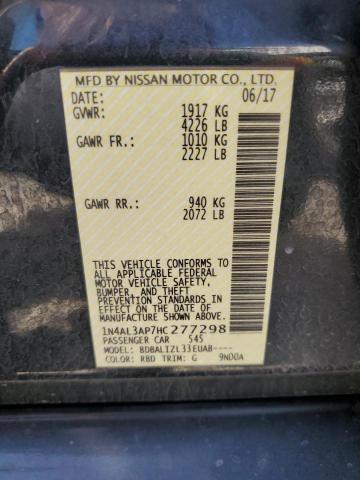 MFD BY NISSAN MOTOR CO., LTD.
DATE: 06/17
GVWR: 1917 KG
4226 LB
GAWR FR: 1010 KG
2227 LB
GAWR RR: 940 KG
2072 LB
THIS VEHICLE CONFORMS TO ALL
APPLICABLE FEDERAL
MOTOR VEHICLE SAFETY,
BUMPER, AND THEFT
PREVENTION STANDARDS IN
EFFECT ON THE DATE OF
MANUFACTURE SHOWN ABOVE.
1N4AL3AP7HC277298
PASSENGER CAR 545
MODEL: BDBALIZL33EUAB----
COLOR: RBD TRIM: G 9N00A